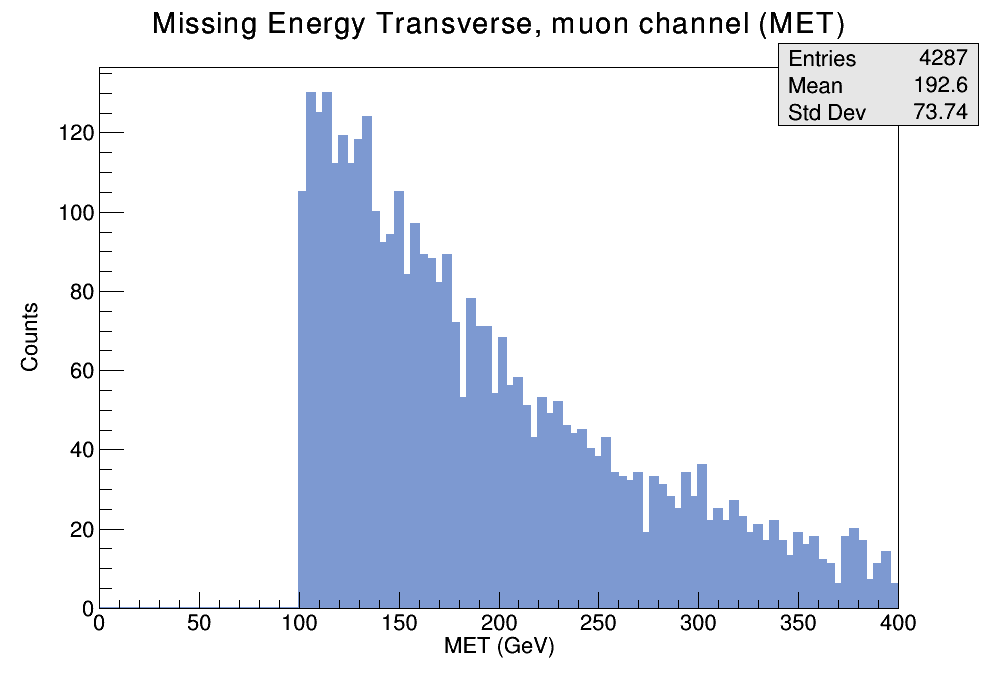 Missing Energy Transverse, muon channel (MET)
Entries 4287
Mean 192.6
Std Dev 73.74
120
100
80
60
40
20
0
Counts
0 50 100 150 200 250 300 350 400
MET (GeV)